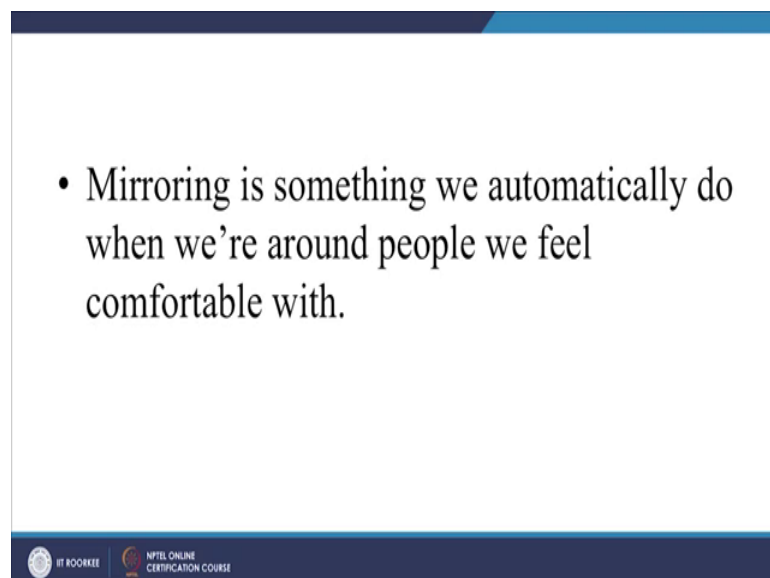 • Mirroring is something we automatically do
when we’re around people we feel
comfortable with.
IIT ROORKEE
NPTEL ONLINE
CERTIFICATION COURSE